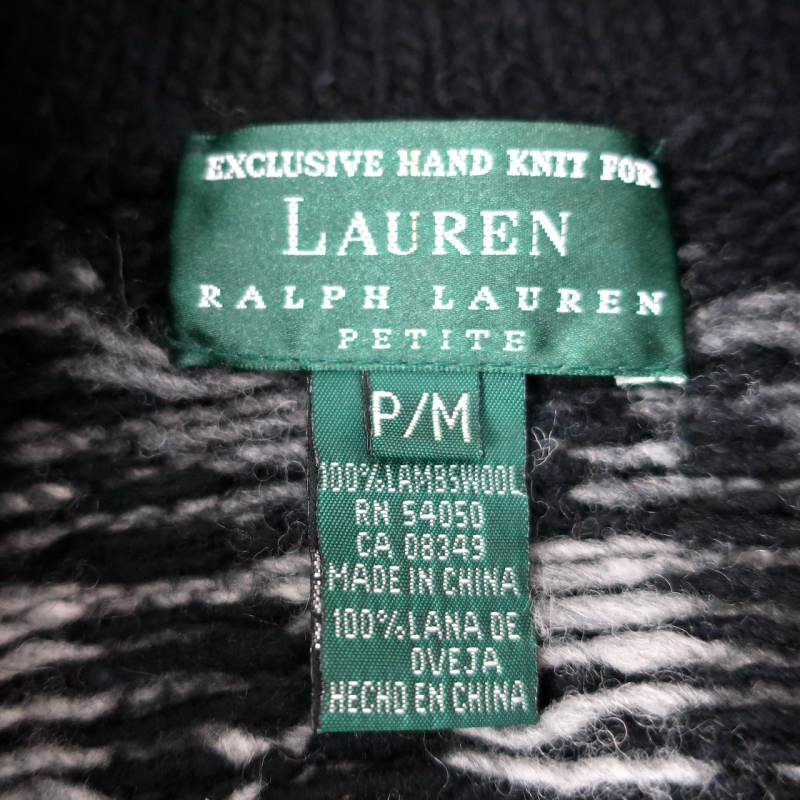 EXCLUSIVE HAND KNIT FOR
LAUREN
RALPH LAUREN
PETITE
P/M
100%LAMBSWOOL
RN 54050
CA 08349
MADE IN CHINA
100%LANA DE
OVEJA
HECHO EN CHINA